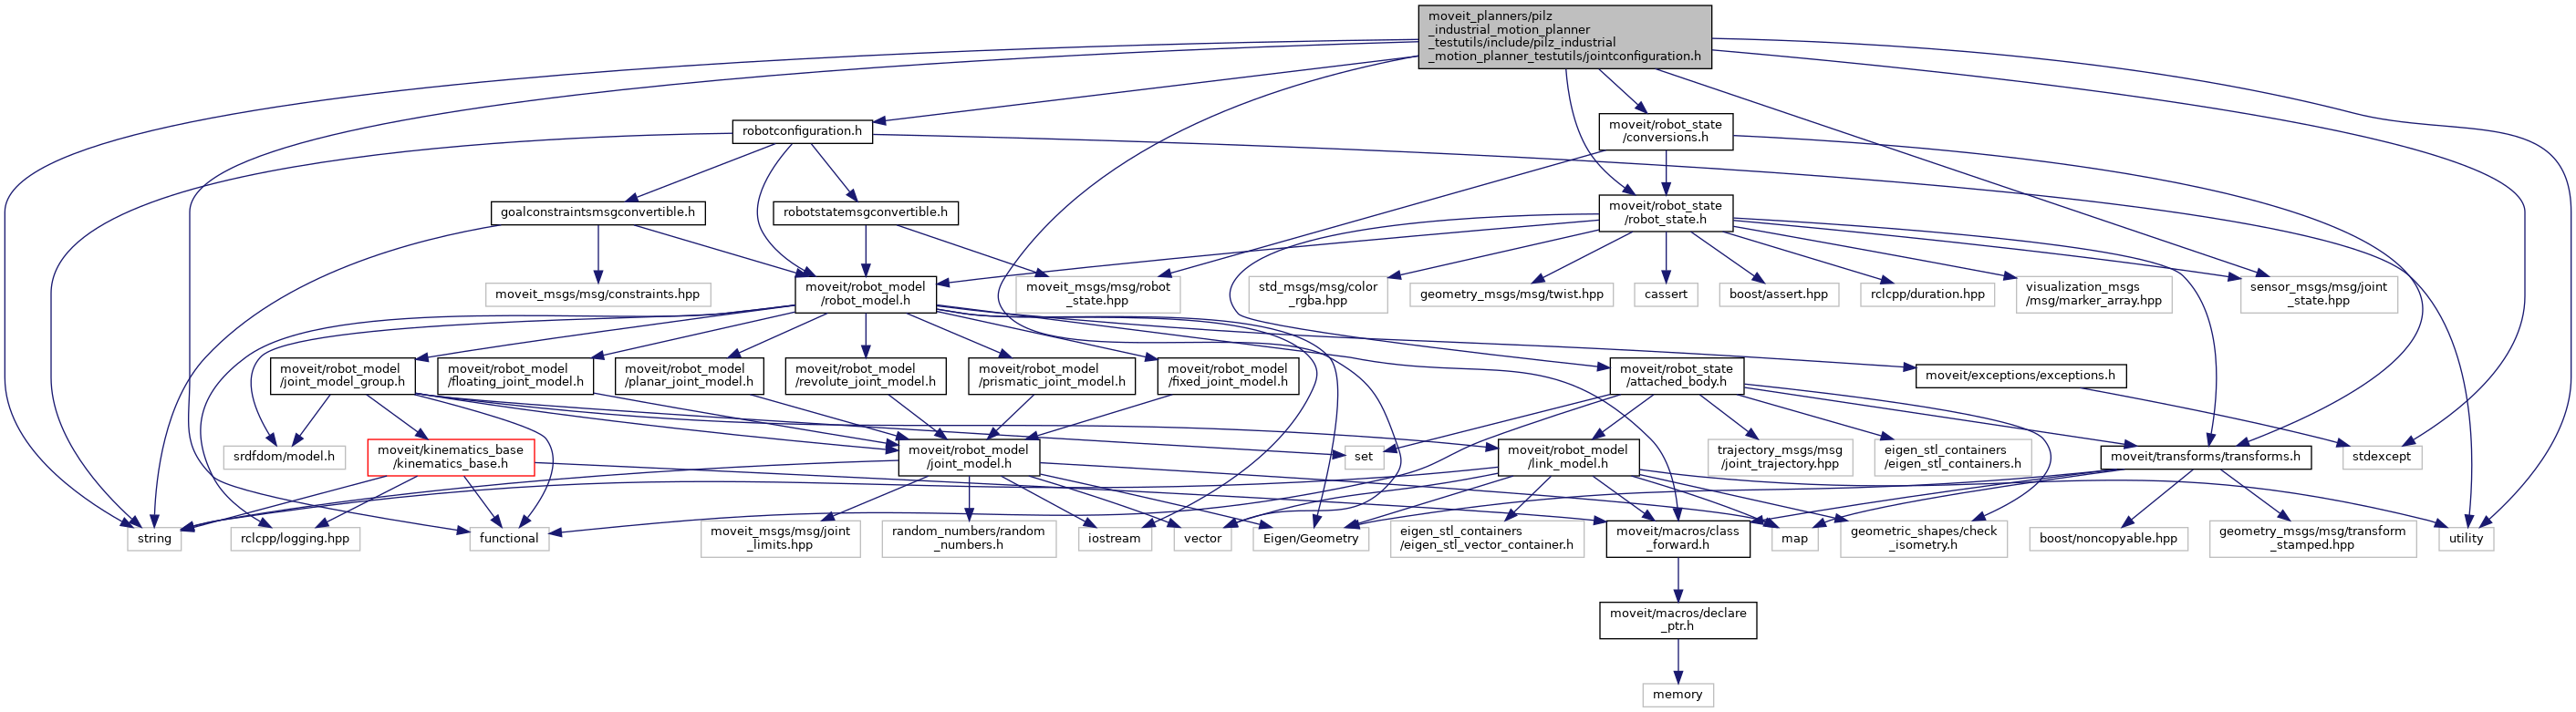 moveit_planners/pilz
_industrial_motion_planner
_testutils/include/pilz_industrial
_motion_planner_testutils/jointconfiguration.h
robotconfiguration.h
moveit/robot_state
/conversions.h
goalconstraintsmsgconvertible.h
robotstatemsgconvertible.h
moveit/robot_state
/robot_state.h
moveit_msgs/msg/constraints.hpp
moveit/robot_model
/robot_model.h
moveit_msgs/msg/robot
_state.hpp
std_msgs/msg/color
_rgba.hpp
geometry_msgs/msg/twist.hpp
cassert
boost/assert.hpp
rclcpp/duration.hpp
visualization_msgs
/msg/marker_array.hpp
sensor_msgs/msg/joint
_state.hpp
moveit/robot_model
/joint_model_group.h
moveit/robot_model
/floating_joint_model.h
moveit/robot_model
/planar_joint_model.h
moveit/robot_model
/revolute_joint_model.h
moveit/robot_model
/prismatic_joint_model.h
moveit/robot_model
/fixed_joint_model.h
moveit/robot_state
/attached_body.h
moveit/exceptions/exceptions.h
srdfdom/model.h
moveit/kinematics_base
/kinematics_base.h
moveit/robot_model
/joint_model.h
set
moveit/robot_model
/link_model.h
trajectory_msgs/msg
/joint_trajectory.hpp
eigen_stl_containers
/eigen_stl_containers.h
moveit/transforms/transforms.h
stdexcept
string
rclcpp/logging.hpp
functional
moveit_msgs/msg/joint
_limits.hpp
random_numbers/random
_numbers.h
iostream
vector
Eigen/Geometry
eigen_stl_containers
/eigen_stl_vector_container.h
moveit/macros/class
_forward.h
map
geometric_shapes/check
_isometry.h
boost/noncopyable.hpp
geometry_msgs/msg/transform
_stamped.hpp
utility
moveit/macros/declare
_ptr.h
memory